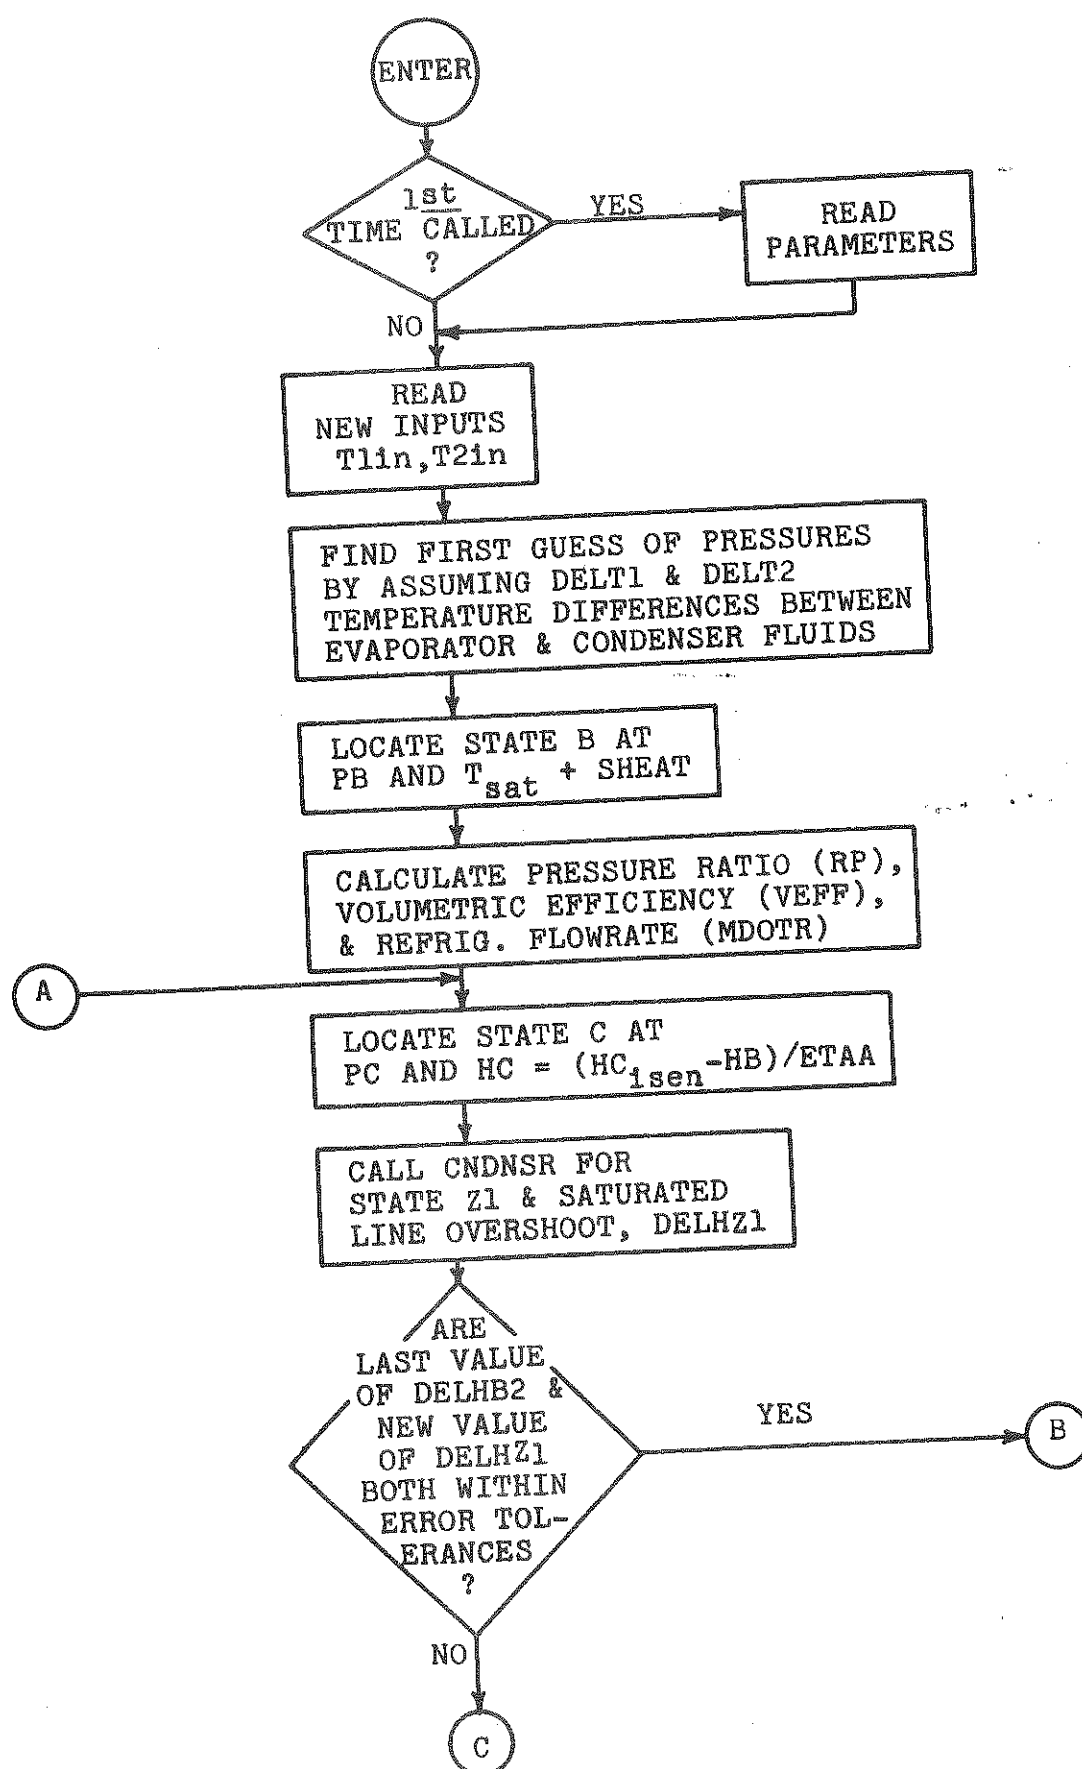 ENTER
1st
TIME CALLED
?
YES
READ
PARAMETERS
NO
READ
NEW INPUTS
T1in,T2in
FIND FIRST GUESS OF PRESSURES
BY ASSUMING DELT1 & DELT2
TEMPERATURE DIFFERENCES BETWEEN
EVAPORATOR & CONDENSER FLUIDS
LOCATE STATE B AT
PB AND Tsat + SHEAT
CALCULATE PRESSURE RATIO (RP),
VOLUMETRIC EFFICIENCY (VEFF),
& REFRIG. FLOWRATE (MDOTR)
A
LOCATE STATE C AT
PC AND HC = (HCisen-HB)/ETAA
CALL CNDNSR FOR
STATE Z1 & SATURATED
LINE OVERSHOOT, DELHZ1
ARE
LAST VALUE
OF DELHB2 &
NEW VALUE
OF DELHZ1
BOTH WITHIN
ERROR TOL-
ERANCES
?
YES
B
NO
C